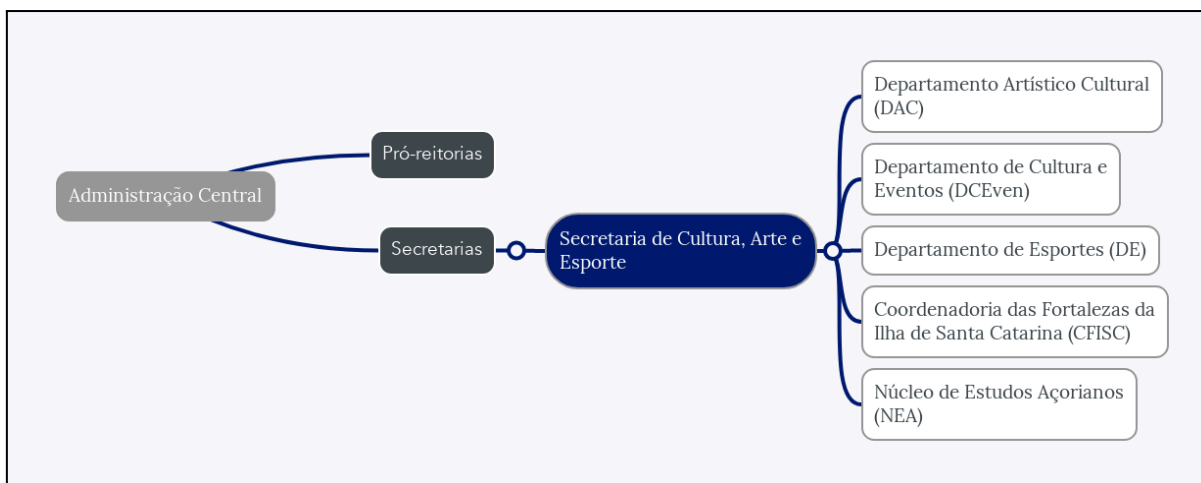 Administração Central
Pró-reitorias
Secretarias
Secretaria de Cultura, Arte e
Esporte
Departamento Artístico Cultural
(DAC)
Departamento de Cultura e
Eventos (DCEven)
Departamento de Esportes (DE)
Coordenadoria das Fortalezas da
Ilha de Santa Catarina (CFISC)
Núcleo de Estudos Açorianos
(NEA)